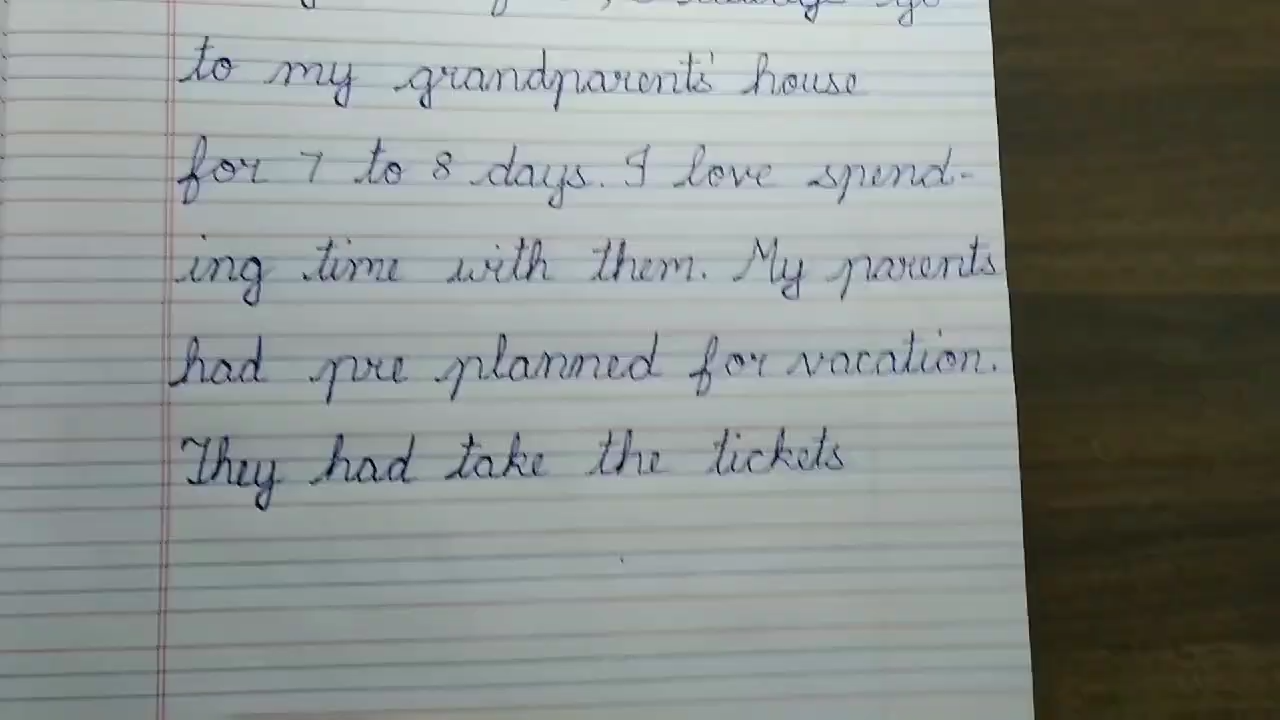 to my grandparents' house
for 7 to 8 days. I love spend-
ing time with them. My parents
had pre planned for vacation.
They had take the tickets